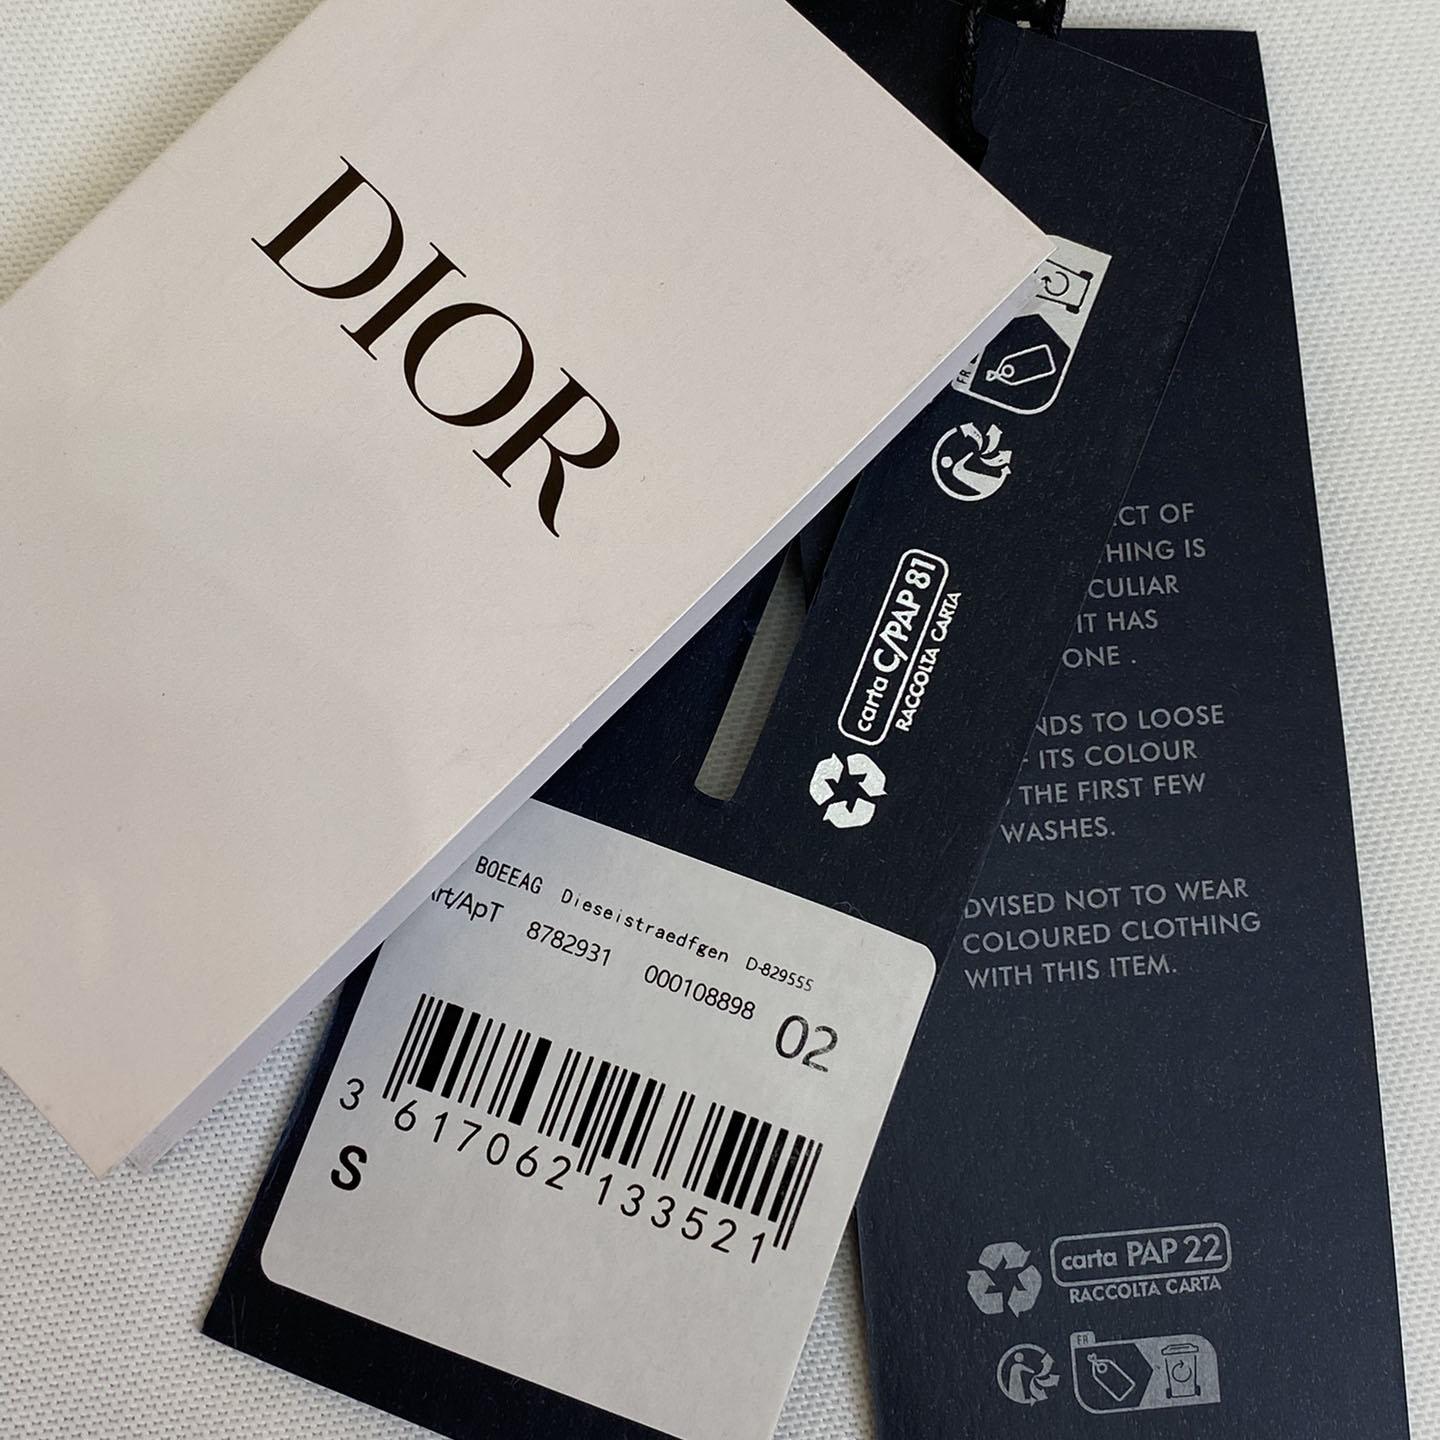 DIOR
FR
carta C/PAP 81
RACCOLTA CARTA
CT OF
HING IS
CULIAR
IT HAS
ONE .
NDS TO LOOSE
ITS COLOUR
THE FIRST FEW
WASHES.
DVISED NOT TO WEAR
COLOURED CLOTHING
WITH THIS ITEM.
carta PAP 22
RACCOLTA CARTA
FR
BOEEAG Dieseistraedfgen D-829555
Art/ApT 8782931 000108898
02
3 617062 133521
S